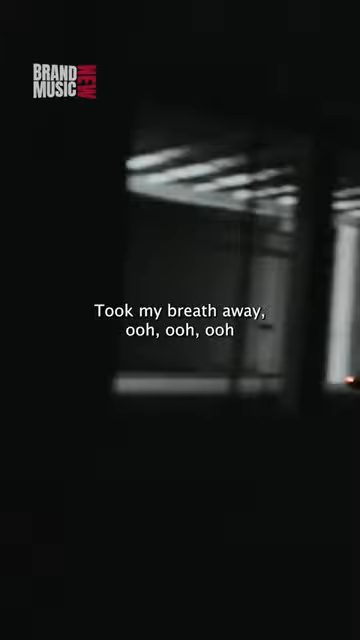 BRAND
MUSIC
NEW
Took my breath away,
ooh, ooh, ooh